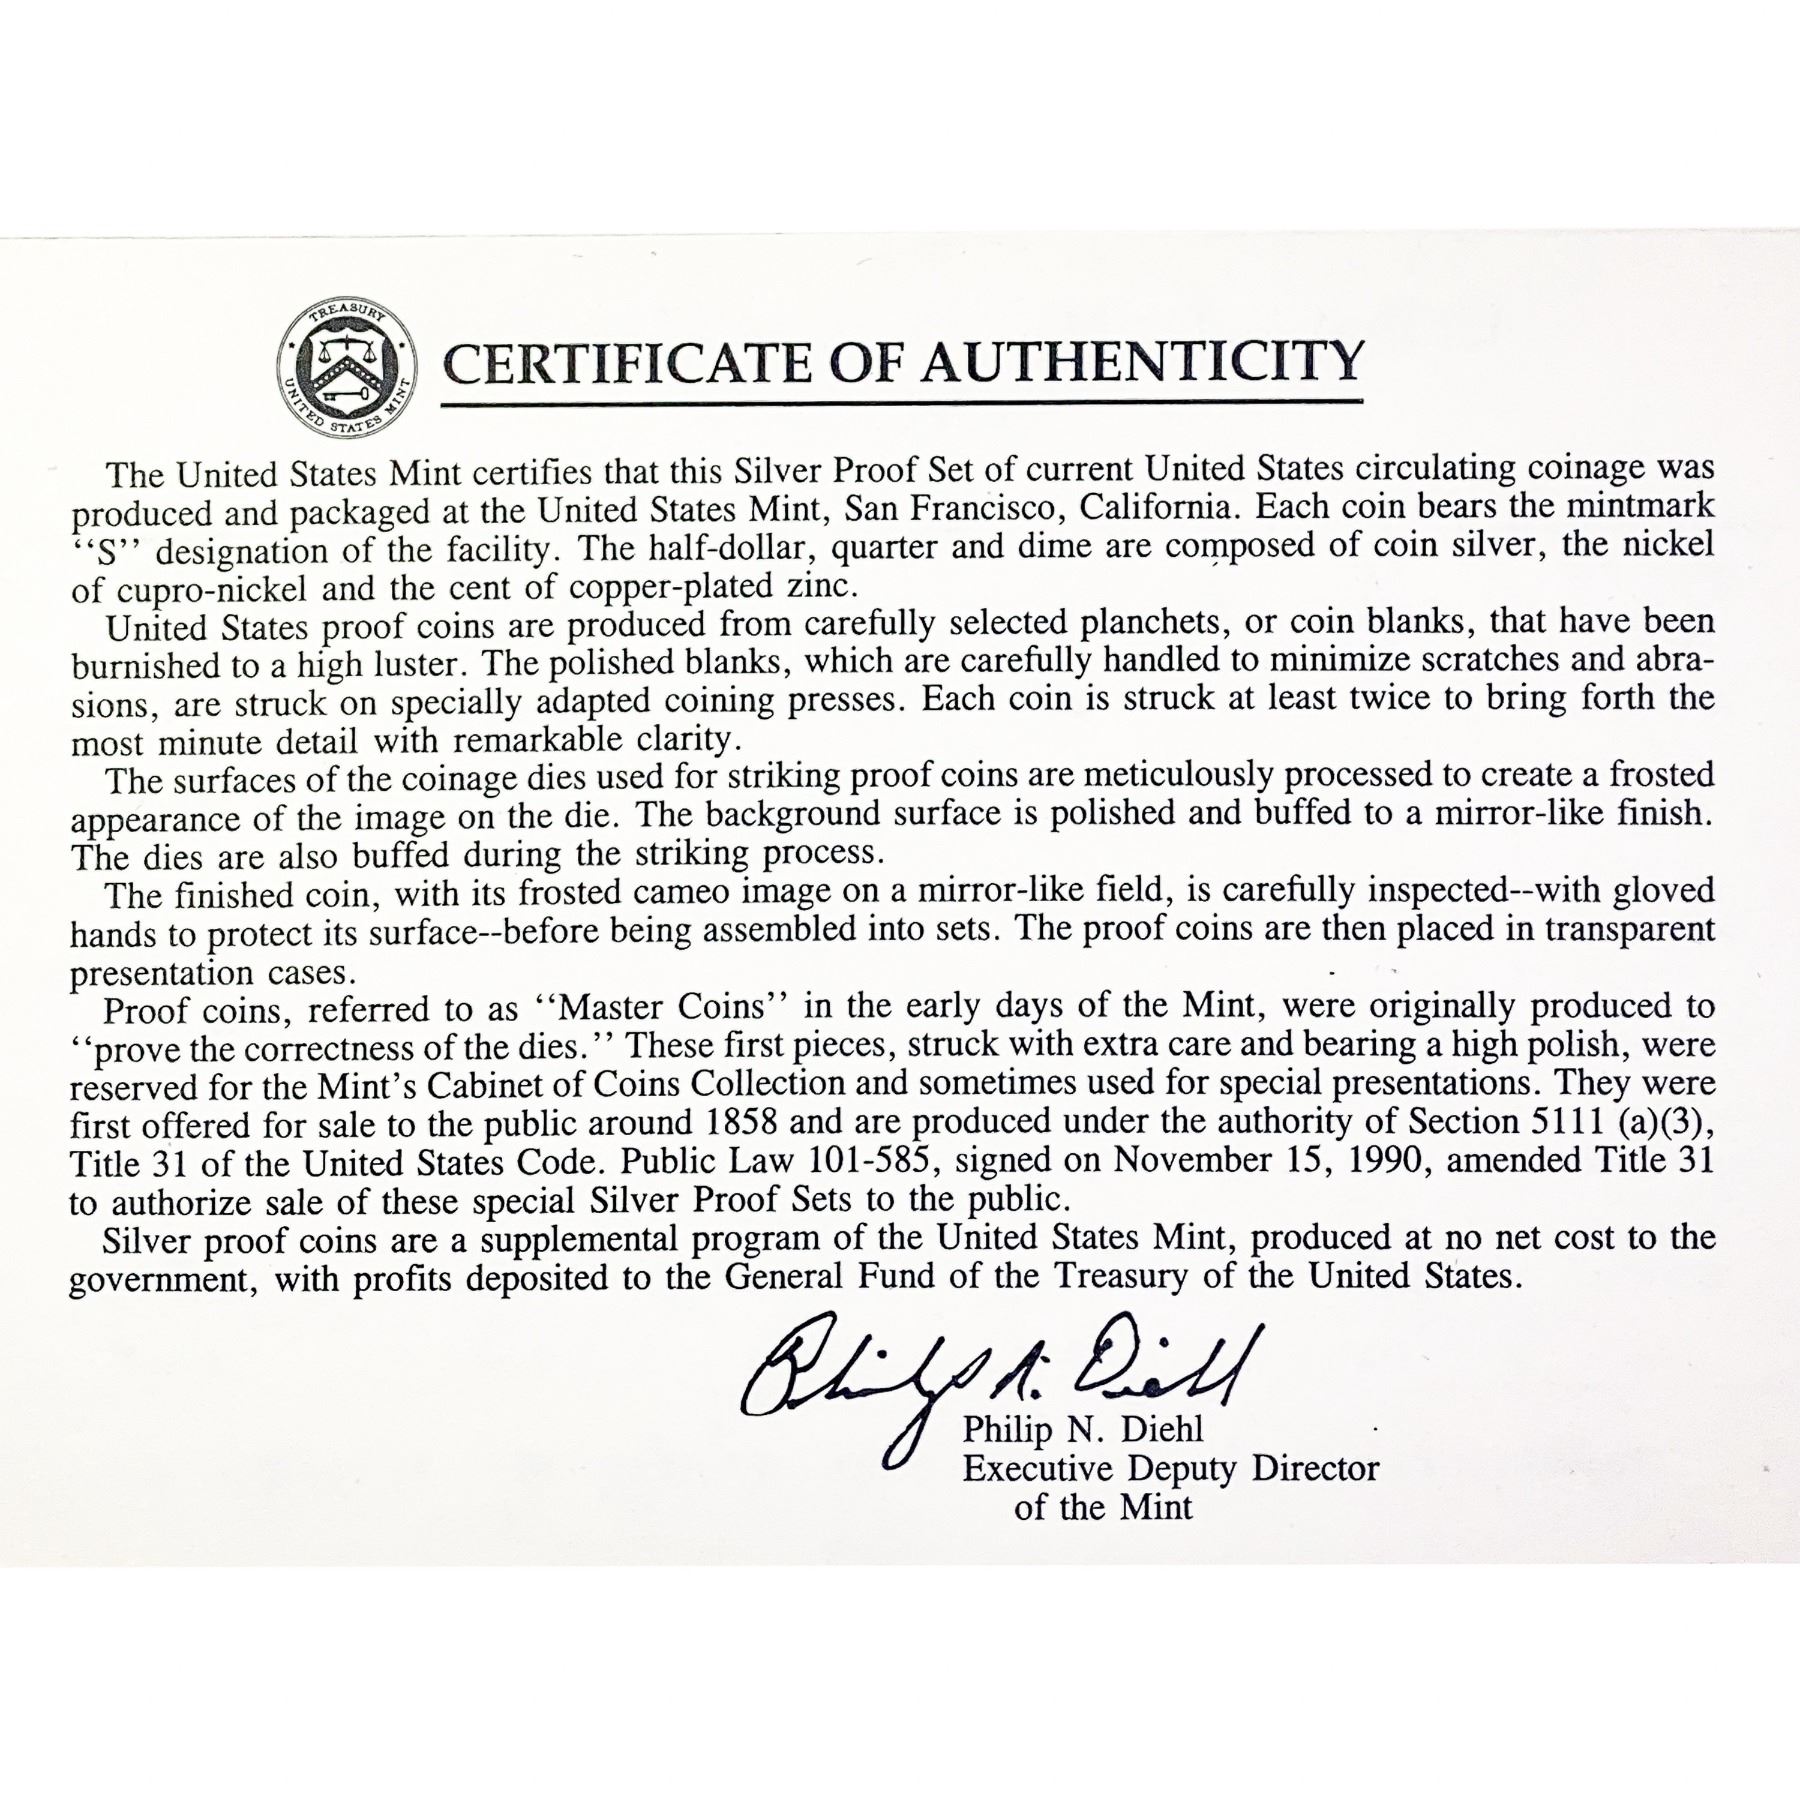 TREASURY
UNITED STATES MINT
CERTIFICATE OF AUTHENTICITY
The United States Mint certifies that this Silver Proof Set of current United States circulating coinage was
produced and packaged at the United States Mint, San Francisco, California. Each coin bears the mintmark
‘‘S’’ designation of the facility. The half-dollar, quarter and dime are composed of coin silver, the nickel
of cupro-nickel and the cent of copper-plated zinc.
United States proof coins are produced from carefully selected planchets, or coin blanks, that have been
burnished to a high luster. The polished blanks, which are carefully handled to minimize scratches and abra-
sions, are struck on specially adapted coining presses. Each coin is struck at least twice to bring forth the
most minute detail with remarkable clarity.
The surfaces of the coinage dies used for striking proof coins are meticulously processed to create a frosted
appearance of the image on the die. The background surface is polished and buffed to a mirror-like finish.
The dies are also buffed during the striking process.
The finished coin, with its frosted cameo image on a mirror-like field, is carefully inspected--with gloved
hands to protect its surface--before being assembled into sets. The proof coins are then placed in transparent
presentation cases.
Proof coins, referred to as ‘‘Master Coins’’ in the early days of the Mint, were originally produced to
‘‘prove the correctness of the dies.’’ These first pieces, struck with extra care and bearing a high polish, were
reserved for the Mint’s Cabinet of Coins Collection and sometimes used for special presentations. They were
first offered for sale to the public around 1858 and are produced under the authority of Section 5111 (a)(3),
Title 31 of the United States Code. Public Law 101-585, signed on November 15, 1990, amended Title 31
to authorize sale of these special Silver Proof Sets to the public.
Silver proof coins are a supplemental program of the United States Mint, produced at no net cost to the
government, with profits deposited to the General Fund of the Treasury of the United States.
Philip N. Diehl
Philip N. Diehl
Executive Deputy Director
of the Mint